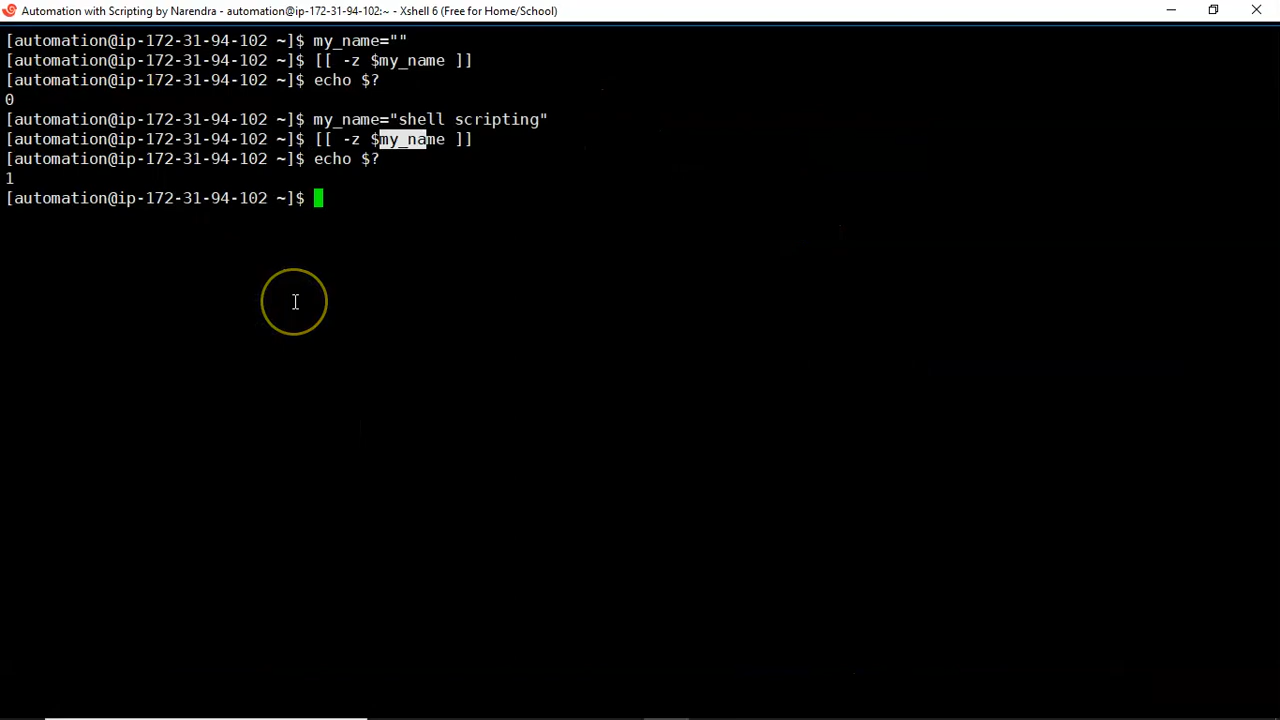 Automation with Scripting by Narendra - automation@ip-172-31-94-102:~ - Xshell 6 (Free for Home/School)
[automation@ip-172-31-94-102 ~]$ my_name=""
[automation@ip-172-31-94-102 ~]$ [[ -z $my_name ]]
[automation@ip-172-31-94-102 ~]$ echo $?
0
[automation@ip-172-31-94-102 ~]$ my_name="shell scripting"
[automation@ip-172-31-94-102 ~]$ [[ -z $my_name ]]
[automation@ip-172-31-94-102 ~]$ echo $?
1
[automation@ip-172-31-94-102 ~]$